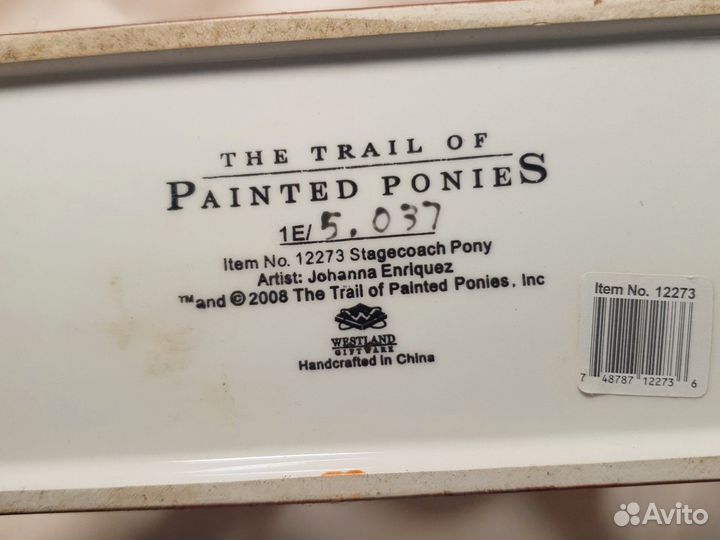 THE TRAIL OF
PAINTED PONIES
1E/ 5.037
Item No. 12273 Stagecoach Pony
Artist: Johanna Enriquez
™and ©2008 The Trail of Painted Ponies, Inc
WESTLAND
GIFTWARE
Handcrafted in China
Item No. 12273
7 48787 12273 6
Avito